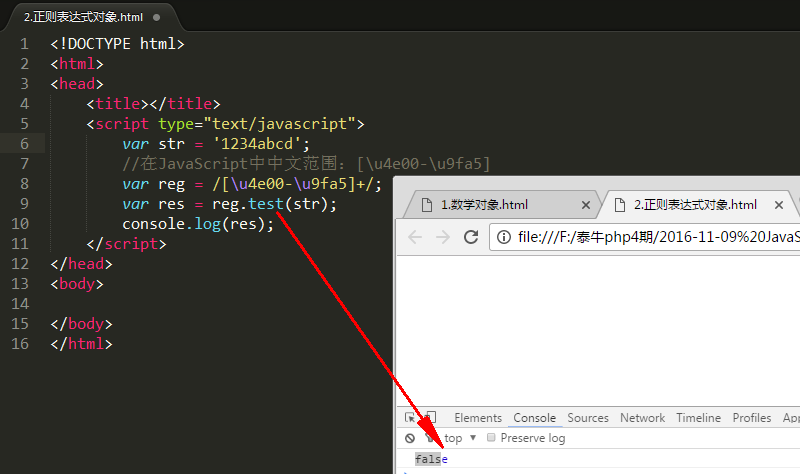 2.正则表达式对象.html
1 <!DOCTYPE html>
2 <html>
3 <head>
4 <title></title>
5 <script type="text/javascript">
6 var str = '1234abcd';
7 //在JavaScript中中文范围：[\u4e00-\u9fa5]
8 var reg = /[\u4e00-\u9fa5]+/;
9 var res = reg.test(str);
10 console.log(res);
11 </script>
12 </head>
13 <body>
14
15 </body>
16 </html>
1.数学对象.html
2.正则表达式对象.html
file:///F:/泰牛php4期/2016-11-09%20JavaS
Elements Console Sources Network Timeline Profiles App
top Preserve log
false